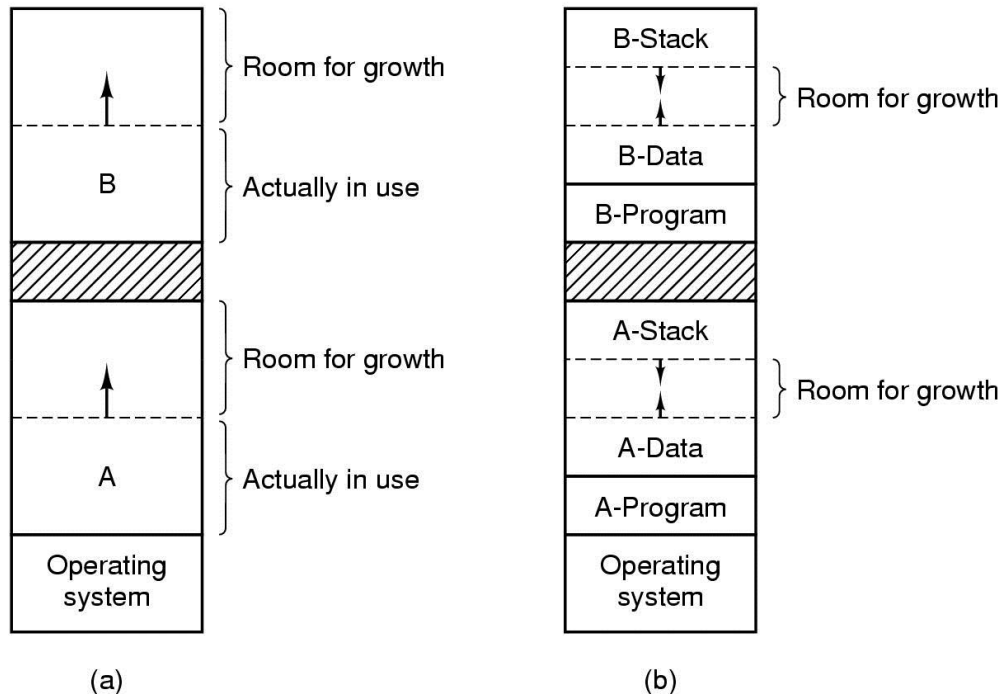 Room for growth
B
Actually in use
Room for growth
A
Actually in use
Operating
system
(a)
B-Stack
Room for growth
B-Data
B-Program
A-Stack
Room for growth
A-Data
A-Program
Operating
system
(b)